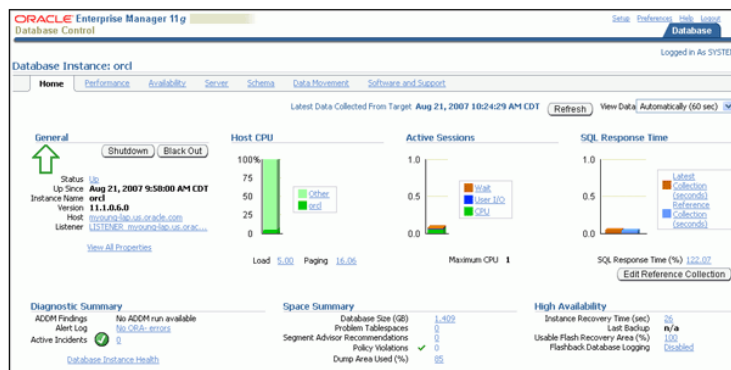 ORACLE Enterprise Manager 11g
Database Control
Setup Preferences Help Logout
Database
Logged in As SYSTEM
Database Instance: orcl
Home Performance Availability Server Schema Data Movement Software and Support
Latest Data Collected From Target Aug 21, 2007 10:24:29 AM CDT Refresh View Data Automatically (60 sec)
General
Shutdown Black Out
Status Up
Up Since Aug 21, 2007 9:58:00 AM CDT
Instance Name orcl
Version 11.1.0.6.0
Host myoung-lap.us.oracle.com
Listener LISTENER_myoung-lap.us.orac...
View All Properties
Host CPU
100%
75
50
25
0
Other
orcl
Load 5.00 Paging 16.06
Active Sessions
1.0
0.5
0.0
Wait
User I/O
CPU
Maximum CPU 1
SQL Response Time
1.0
0.5
0.0
Latest
Collection
(seconds)
Reference
Collection
(seconds)
SQL Response Time (%) 122.07
Edit Reference Collection
Diagnostic Summary
ADDM Findings No ADDM run available
Alert Log No ORA- errors
Active Incidents 0
Database Instance Health
Space Summary
Database Size (GB) 1.409
Problem Tablespaces 0
Segment Advisor Recommendations 0
Policy Violations 0
Dump Area Used (%) 85
High Availability
Instance Recovery Time (sec) 26
Last Backup n/a
Usable Flash Recovery Area (%) 100
Flashback Database Logging Disabled